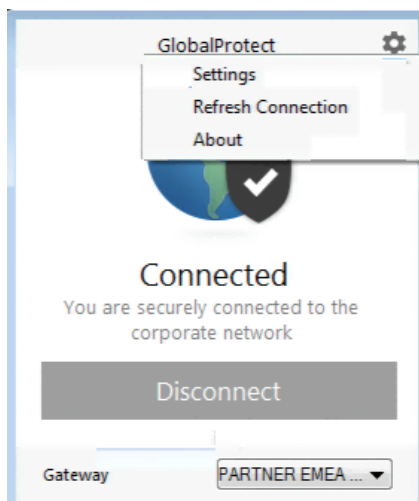 GlobalProtect
Settings
Refresh Connection
About
Connected
You are securely connected to the
corporate network
Disconnect
Gateway PARTNER EMEA ...